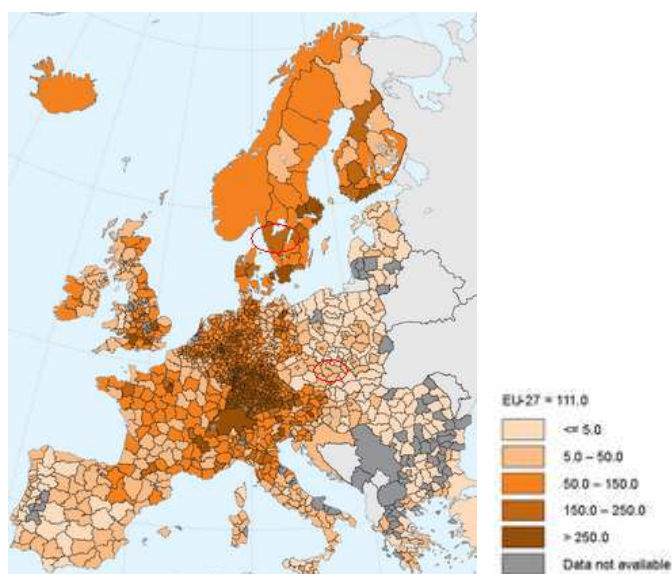 EU-27 = 111.0
<= 5.0
5.0 – 50.0
50.0 – 150.0
150.0 – 250.0
> 250.0
Data not available